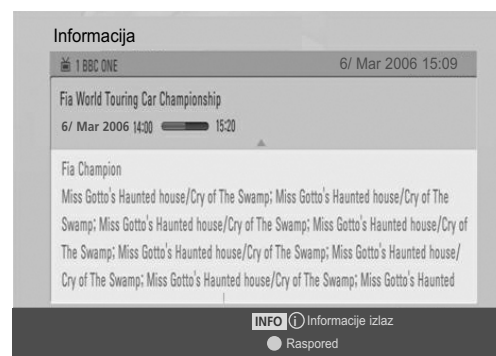 Informacija
1 BBC ONE 6/ Mar 2006 15:09
Fia World Touring Car Championship
6/ Mar 2006 14:00 15:20
Fia Champion
Miss Gotto's Haunted house/Cry of The Swamp; Miss Gotto's Haunted house/Cry of The
Swamp; Miss Gotto's Haunted house/Cry of The Swamp; Miss Gotto's Haunted house/Cry of
The Swamp; Miss Gotto's Haunted house/Cry of The Swamp; Miss Gotto's Haunted house/
Cry of The Swamp; Miss Gotto's Haunted house/Cry of The Swamp; Miss Gotto's Haunted
INFO i Informacije izlaz
Raspored